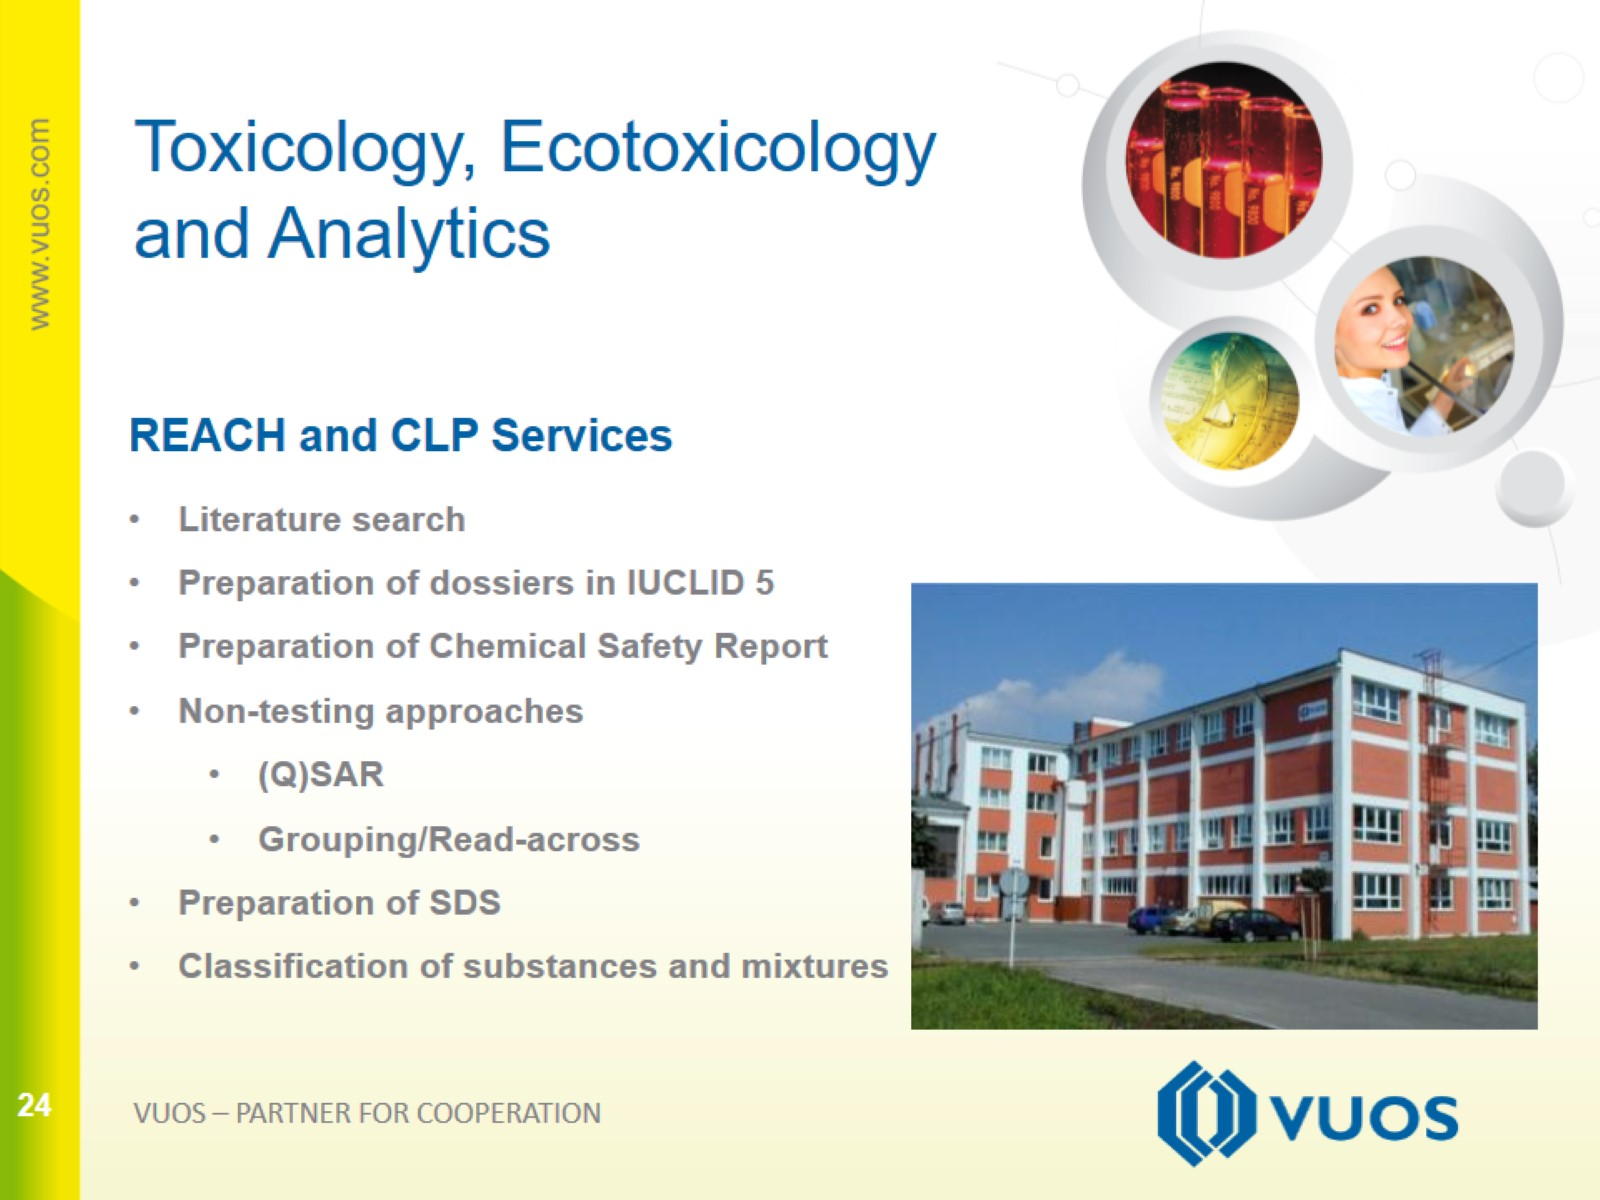 www.vuos.com
Toxicology, Ecotoxicology
and Analytics
REACH and CLP Services
• Literature search
• Preparation of dossiers in IUCLID 5
• Preparation of Chemical Safety Report
• Non-testing approaches
• (Q)SAR
• Grouping/Read-across
• Preparation of SDS
• Classification of substances and mixtures
24
VUOS – PARTNER FOR COOPERATION
VUOS